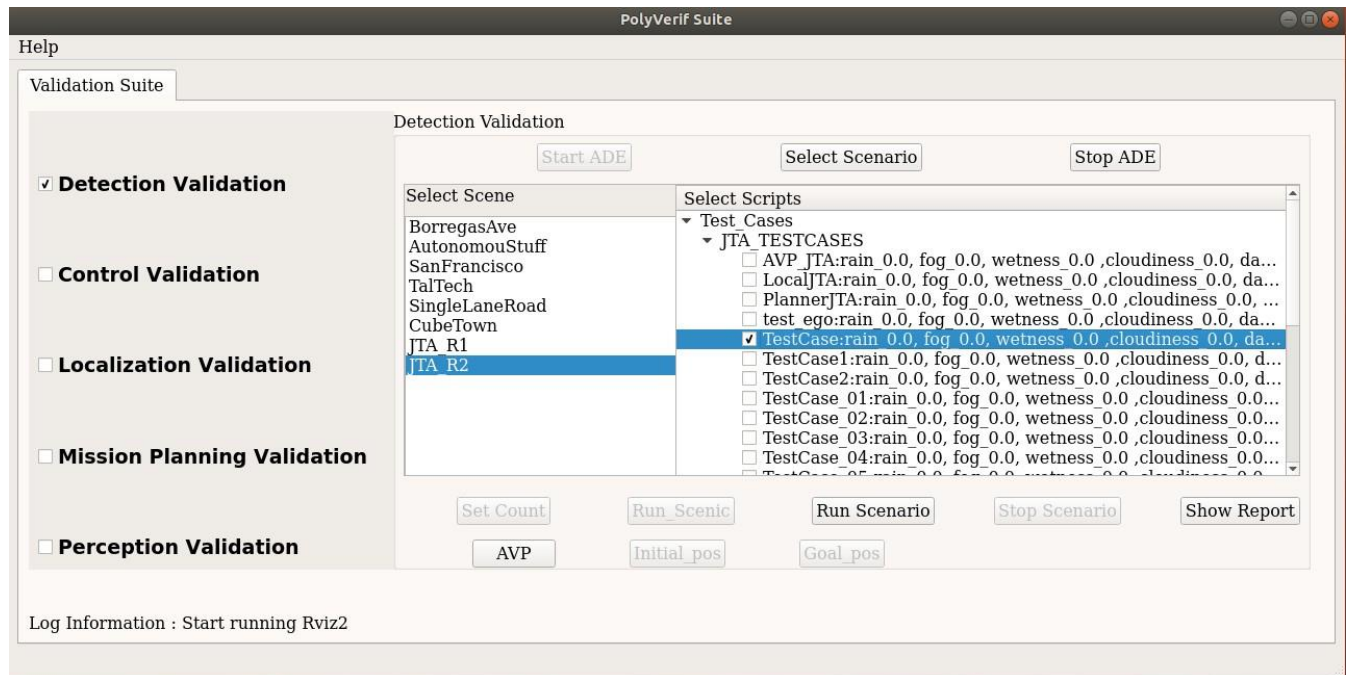 PolyVerif Suite
Help
Validation Suite
Detection Validation
Start ADE
Select Scenario
Stop ADE
Detection Validation
Control Validation
Localization Validation
Mission Planning Validation
Perception Validation
Select Scene
BorregasAve
AutonomouStuff
SanFrancisco
TalTech
SingleLaneRoad
CubeTown
JTA_R1
JTA_R2
Select Scripts
Test_Cases
JTA_TESTCASES
AVP_JTA:rain_0.0, fog_0.0, wetness_0.0 ,cloudiness_0.0, da...
LocalJTA:rain_0.0, fog_0.0, wetness_0.0 ,cloudiness_0.0, da...
PlannerJTA:rain_0.0, fog_0.0, wetness_0.0 ,cloudiness_0.0, ...
test_ego:rain_0.0, fog_0.0, wetness_0.0 ,cloudiness_0.0, da...
TestCase:rain_0.0, fog_0.0, wetness_0.0 ,cloudiness_0.0, da...
TestCase1:rain_0.0, fog_0.0, wetness_0.0 ,cloudiness_0.0, d...
TestCase2:rain_0.0, fog_0.0, wetness_0.0 ,cloudiness_0.0, d...
TestCase_01:rain_0.0, fog_0.0, wetness_0.0 ,cloudiness_0.0...
TestCase_02:rain_0.0, fog_0.0, wetness_0.0 ,cloudiness_0.0...
TestCase_03:rain_0.0, fog_0.0, wetness_0.0 ,cloudiness_0.0...
TestCase_04:rain_0.0, fog_0.0, wetness_0.0 ,cloudiness_0.0...
Set Count
Run_Scenic
Run Scenario
Stop Scenario
Show Report
AVP
Initial_pos
Goal_pos
Log Information : Start running Rviz2